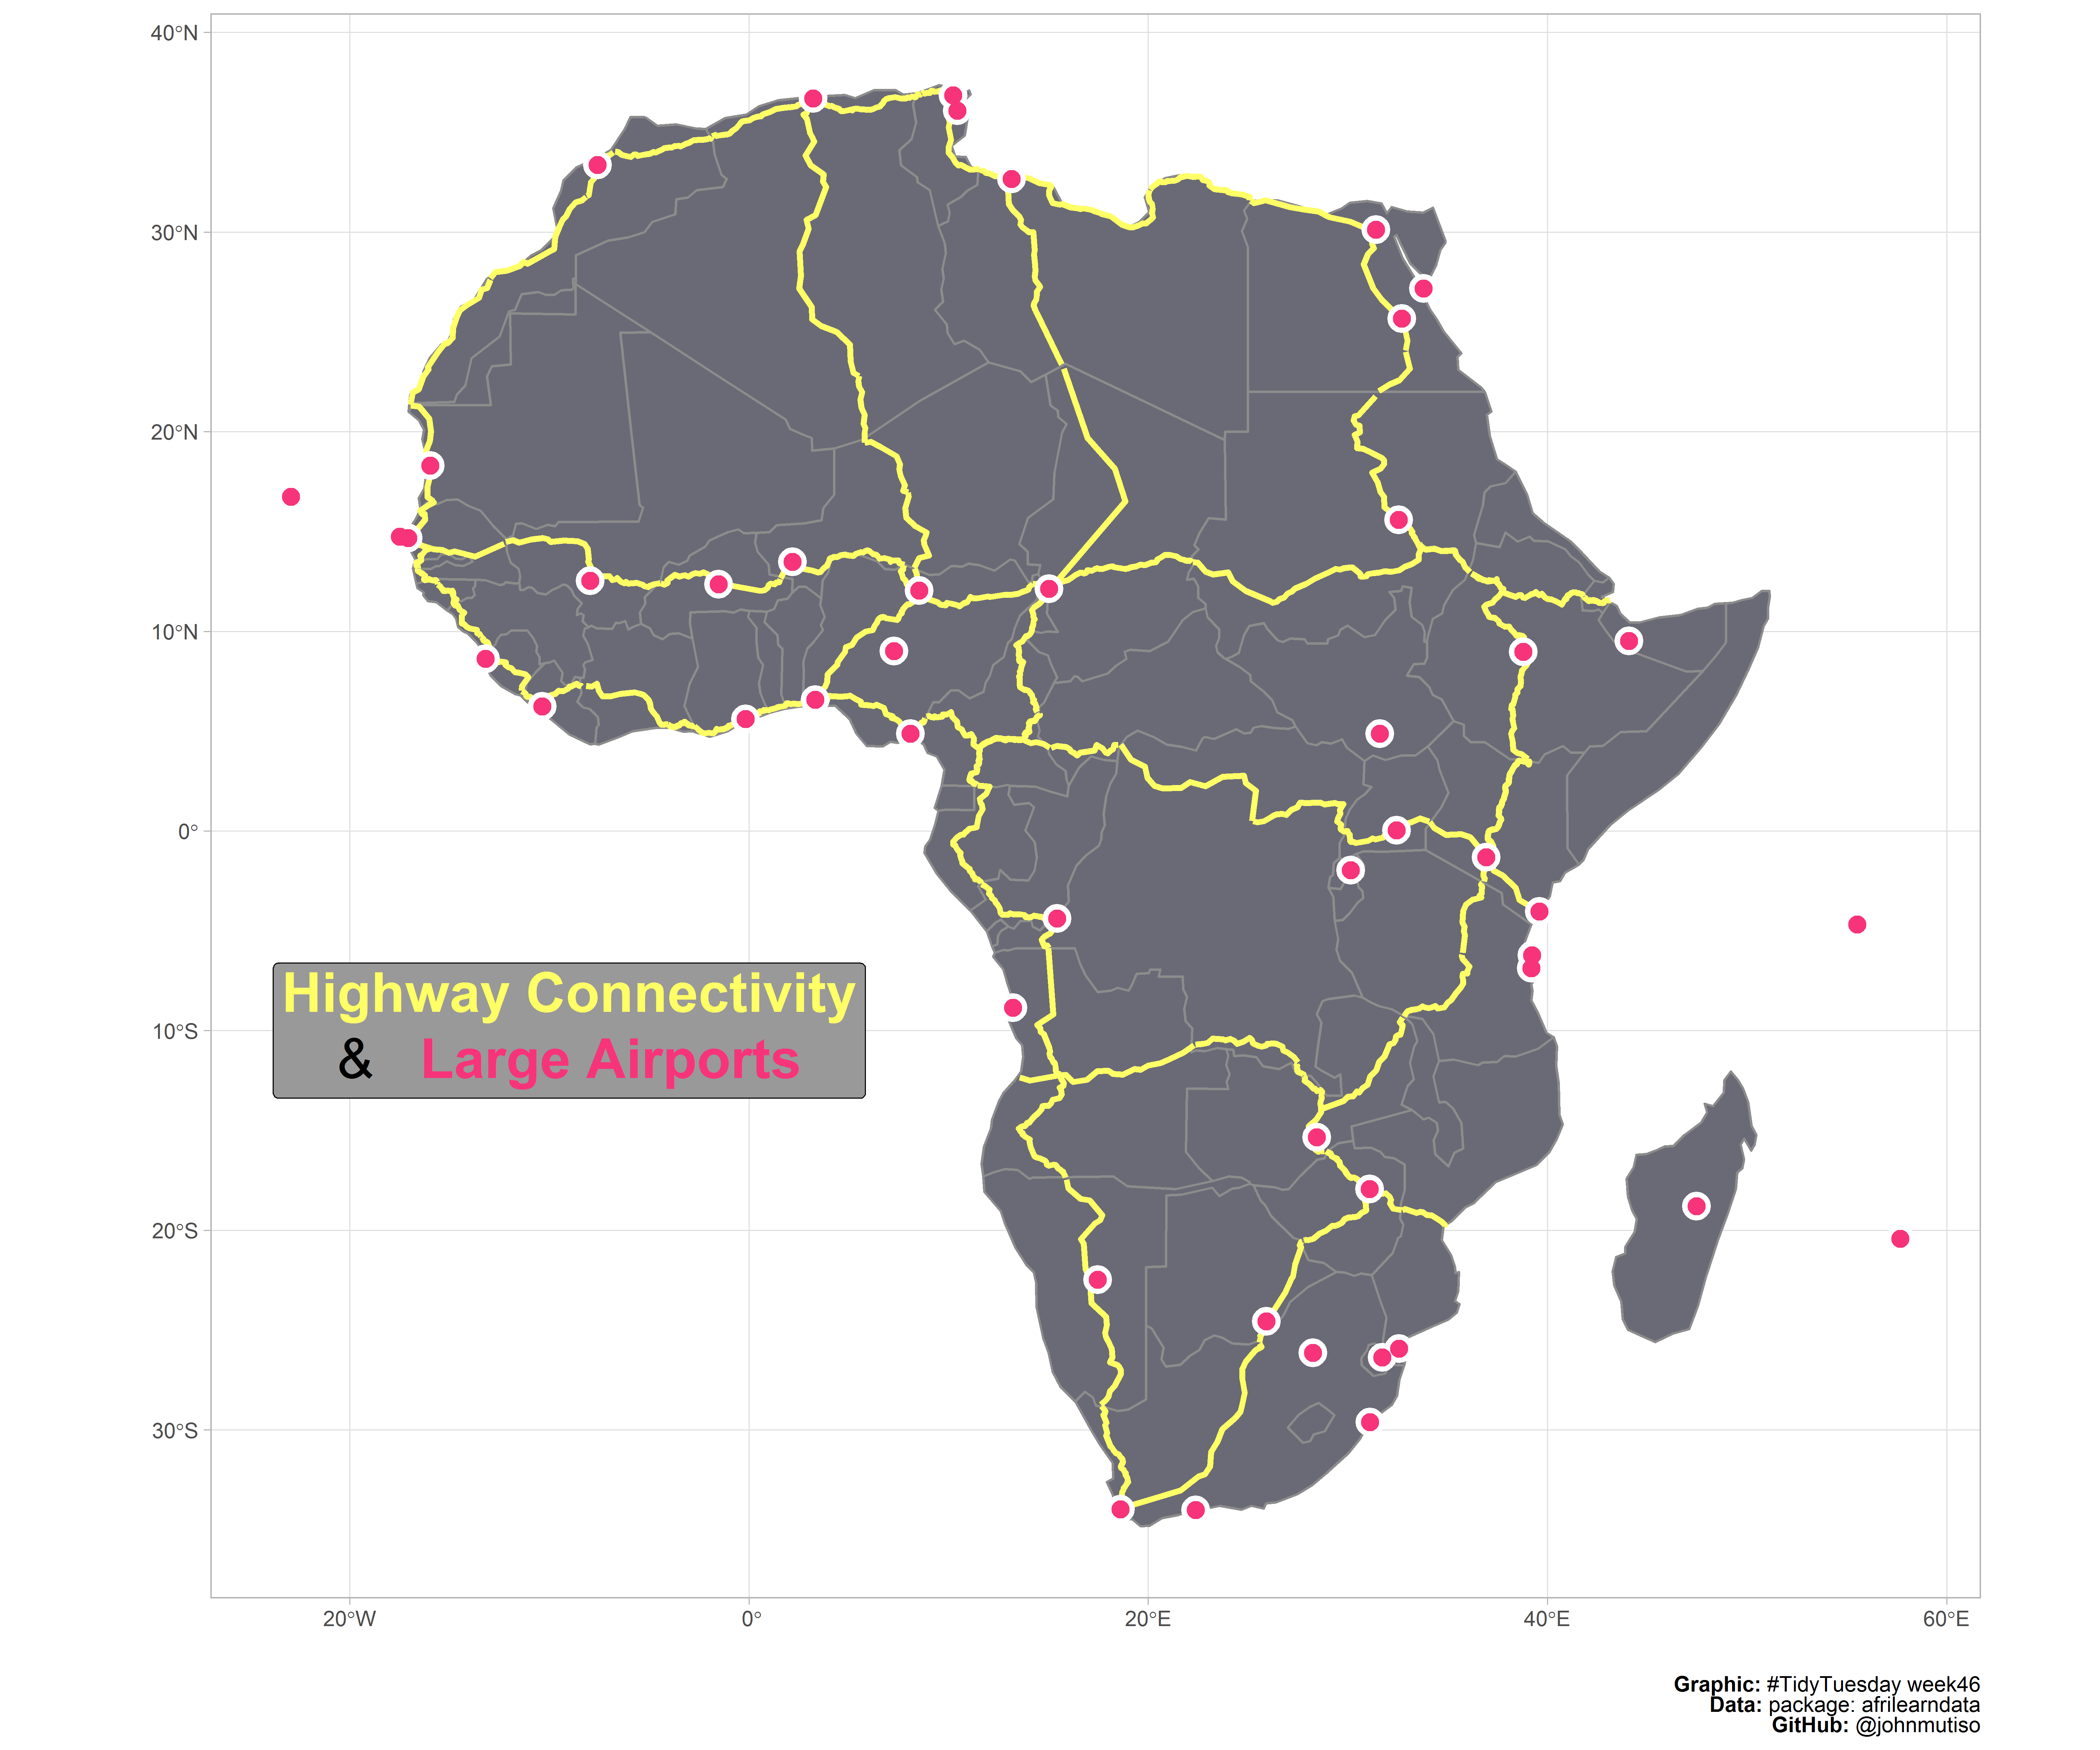 40°N
30°N
20°N
10°N
0°
10°S
20°S
30°S
Highway Connectivity
& Large Airports
20°W 0° 20°E 40°E 60°E
Graphic: #TidyTuesday week46
Data: package: afrilearndata
GitHub: @johnmutiso